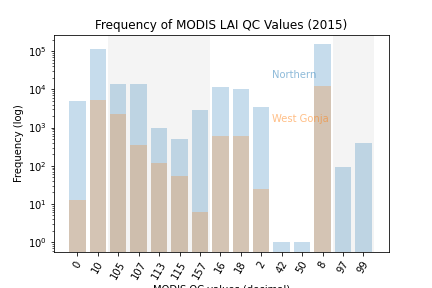 Frequency of MODIS LAI QC Values (2015)
Frequency (log)
10⁵
10⁴
10³
10²
10¹
10⁰
Northern
West Gonja
0 10 105 107 113 115 157 16 18 2 42 50 8 97 99
MODIS QC values (decimal)